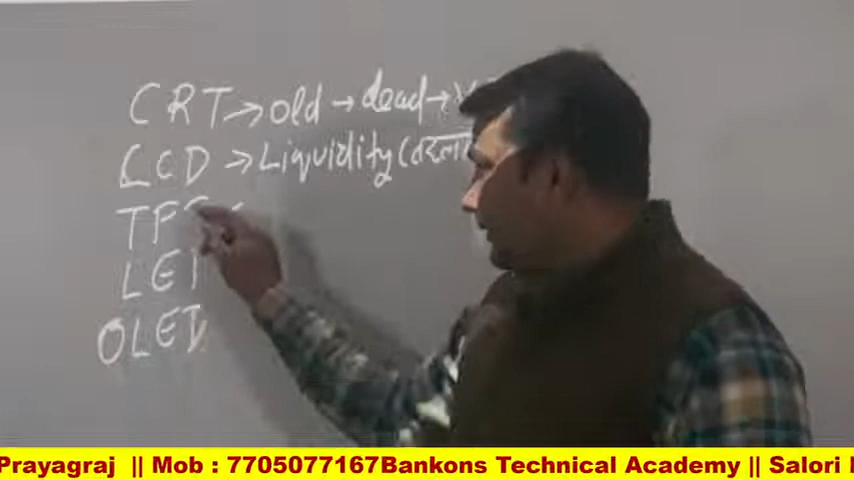 CRT → old → dead →
LCD → Liquidity (तरल
TF
LE
OLED
Prayagraj || Mob : 7705077167Bankons Technical Academy || Salori